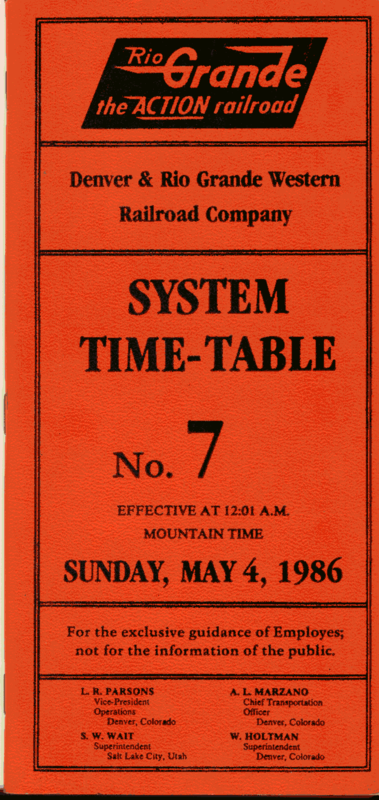 Rio Grande
the ACTION railroad
Denver & Rio Grande Western
Railroad Company
SYSTEM
TIME-TABLE
No. 7
EFFECTIVE AT 12:01 A.M.
MOUNTAIN TIME
SUNDAY, MAY 4, 1986
For the exclusive guidance of Employes;
not for the information of the public.
L. R. PARSONS
Vice-President
Operations
Denver, Colorado
S. W. WAIT
Superintendent
Salt Lake City, Utah
A. L. MARZANO
Chief Transportation
Officer
Denver, Colorado
W. HOLTMAN
Superintendent
Denver, Colorado